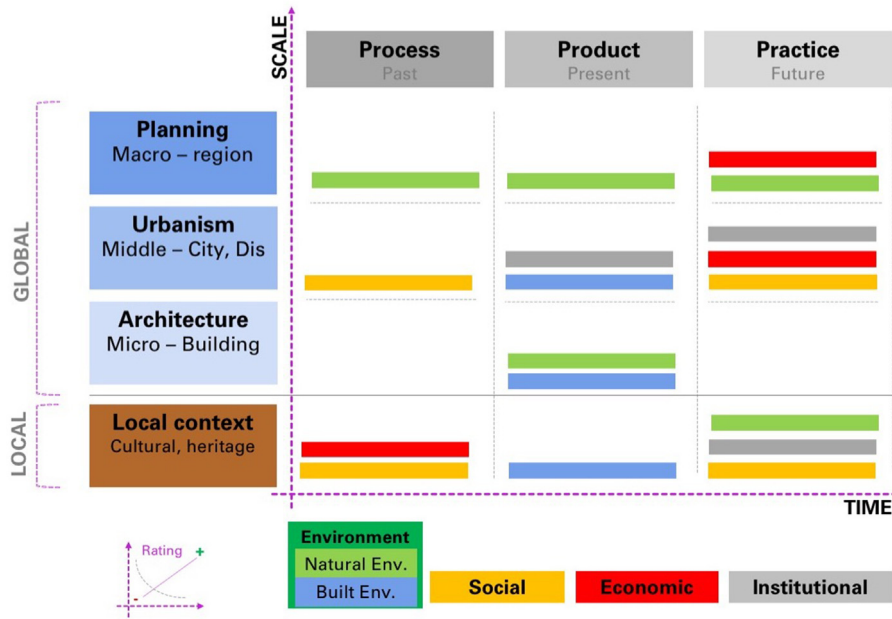 SCALE
Process
Past
Product
Present
Practice
Future
GLOBAL
Planning
Macro – region
Urbanism
Middle – City, Dis
Architecture
Micro – Building
LOCAL
Local context
Cultural, heritage
TIME
Rating
+
-
Environment
Natural Env.
Built Env.
Social
Economic
Institutional